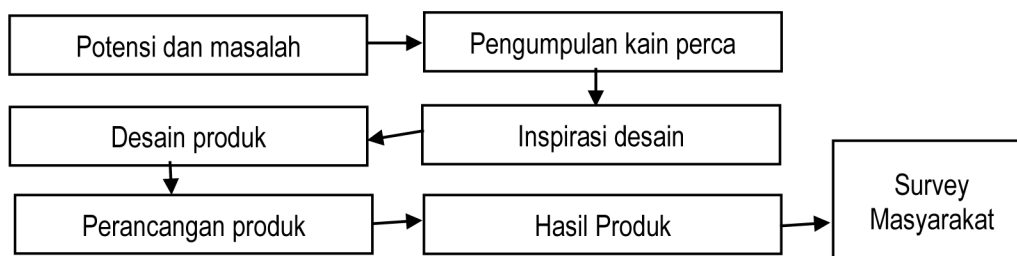 Potensi dan masalah
Pengumpulan kain perca
Inspirasi desain
Desain produk
Perancangan produk
Hasil Produk
Survey
Masyarakat